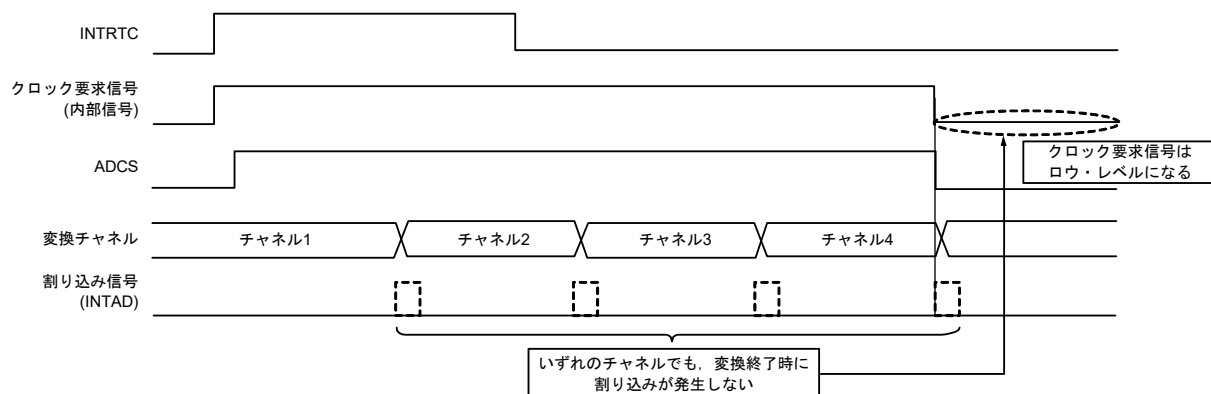 INTRTC
クロック要求信号
(内部信号)
クロック要求信号は
ロウ・レベルになる
ADCS
変換チャネル
チャネル1
チャネル2
チャネル3
チャネル4
割り込み信号
(INTAD)
いずれのチャネルでも，変換終了時に
割り込みが発生しない